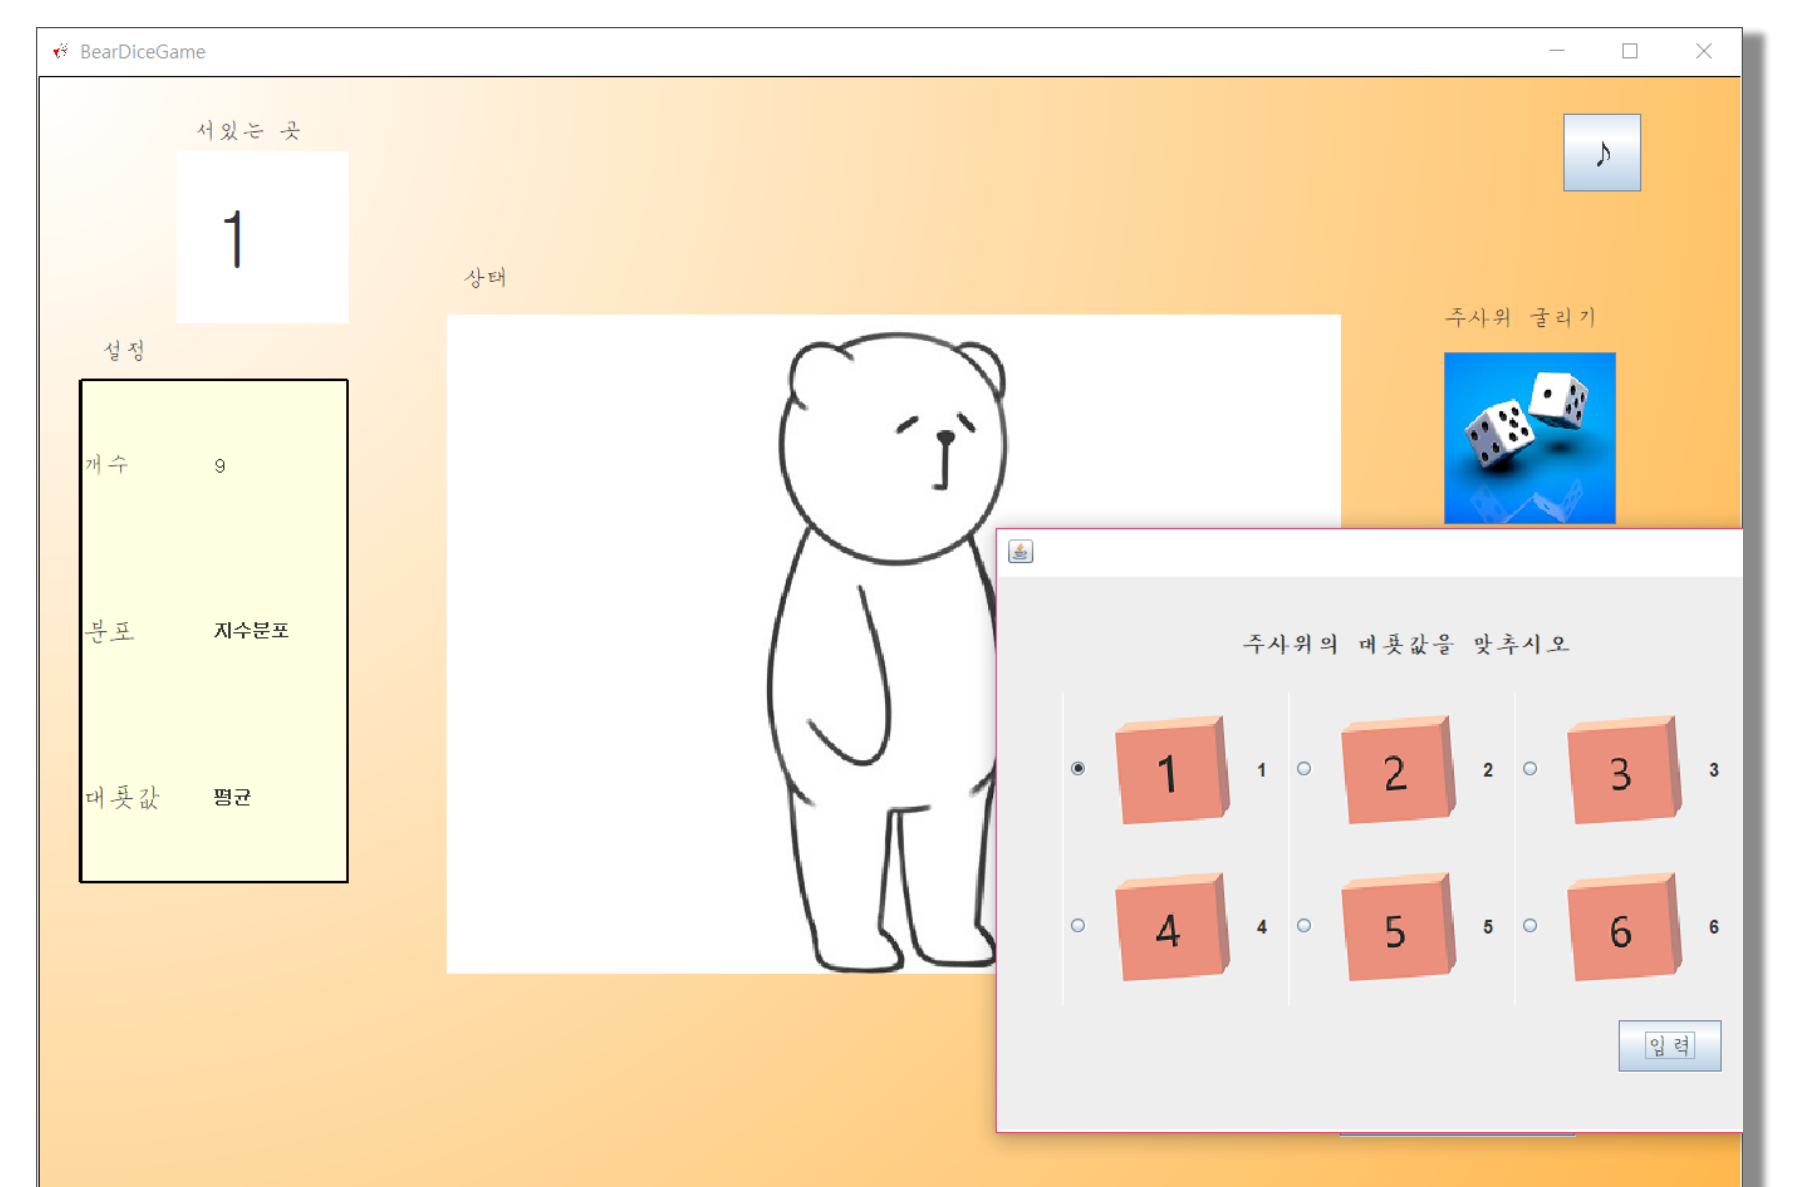 BearDiceGame
서있는 곳
1
♪
상태
주사위 굴리기
설정
개수 9
분포 지수분포
대푯값 평균
주사위의 대푯값을 맞추시오
1 1 2 2 3 3
4 4 5 5 6 6
입력